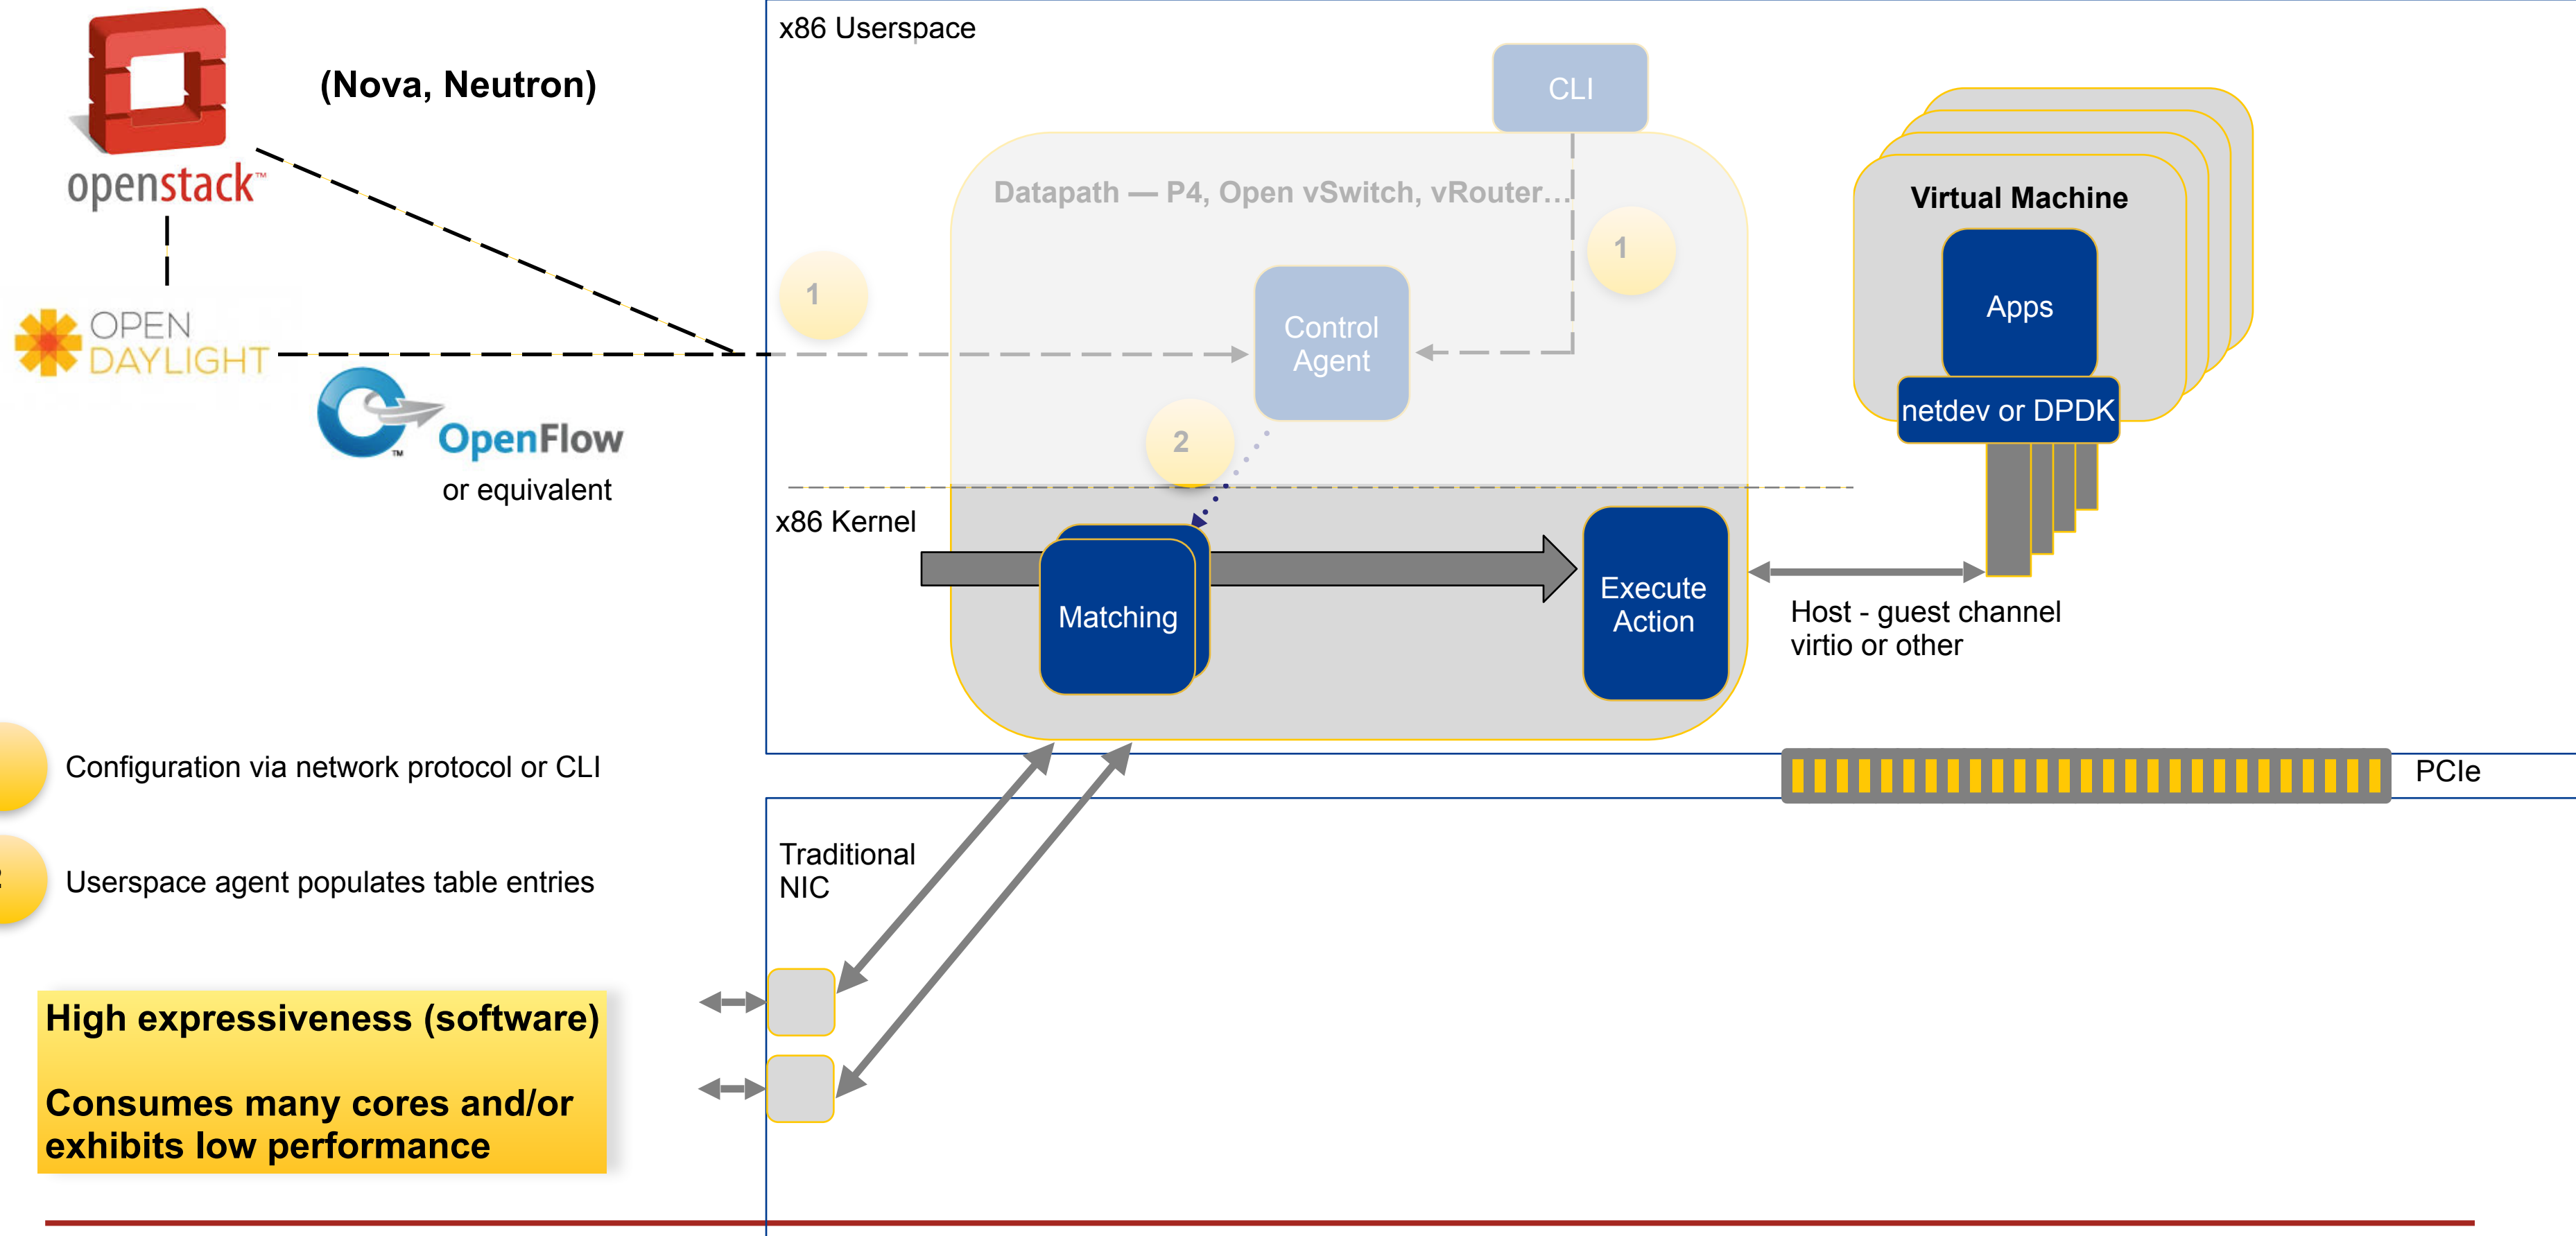 x86 Userspace
(Nova, Neutron)
CLI
openstack™
Datapath — P4, Open vSwitch, vRouter...
Virtual Machine
1
1
Apps
Control
Agent
OPEN
DAYLIGHT
netdev or DPDK
OpenFlow
TM
2
or equivalent
x86 Kernel
Matching
Execute
Action
Host - guest channel
virtio or other
Configuration via network protocol or CLI
PCIe
Traditional
NIC
Userspace agent populates table entries
High expressiveness (software)
Consumes many cores and/or
exhibits low performance